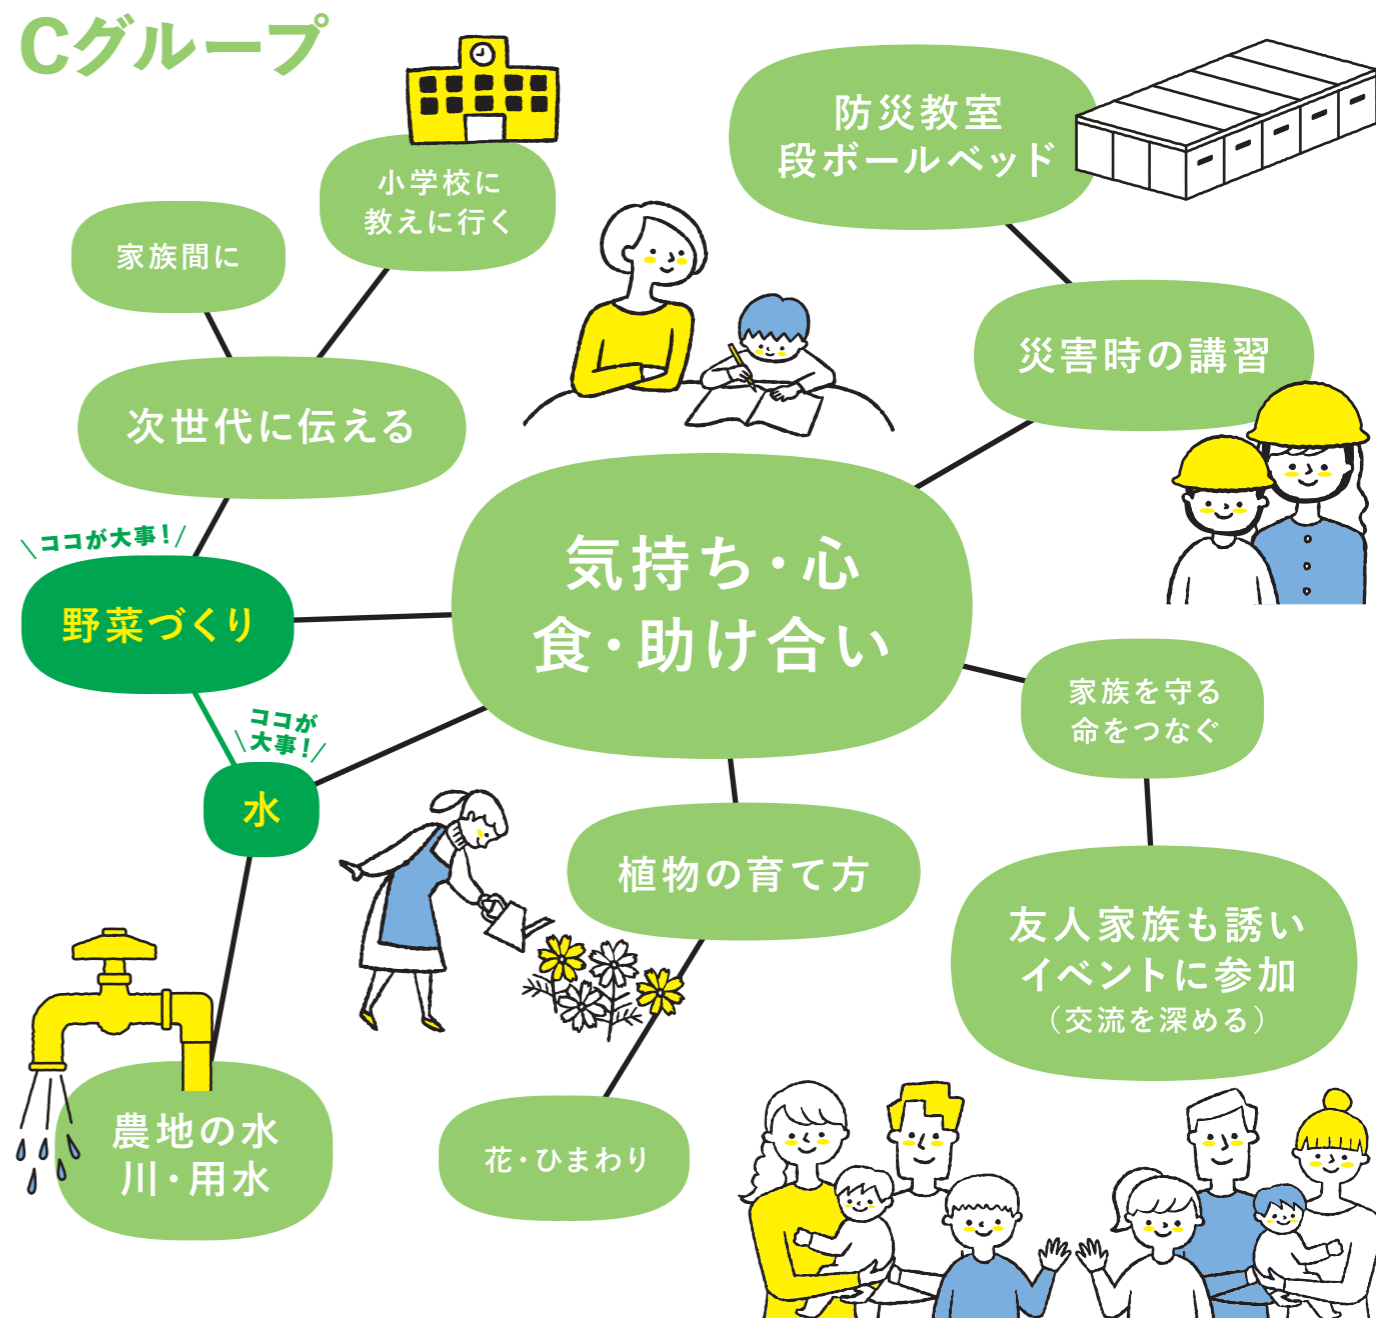 Cグループ
防災教室
段ボールベッド
小学校に
教えに行く
家族間に
災害時の講習
次世代に伝える
ココが大事!
野菜づくり
気持ち・心
食・助け合い
家族を守る
命をつなぐ
ココが
大事!
水
植物の育て方
友人家族も誘い
イベントに参加
(交流を深める)
農地の水
川・用水
花・ひまわり